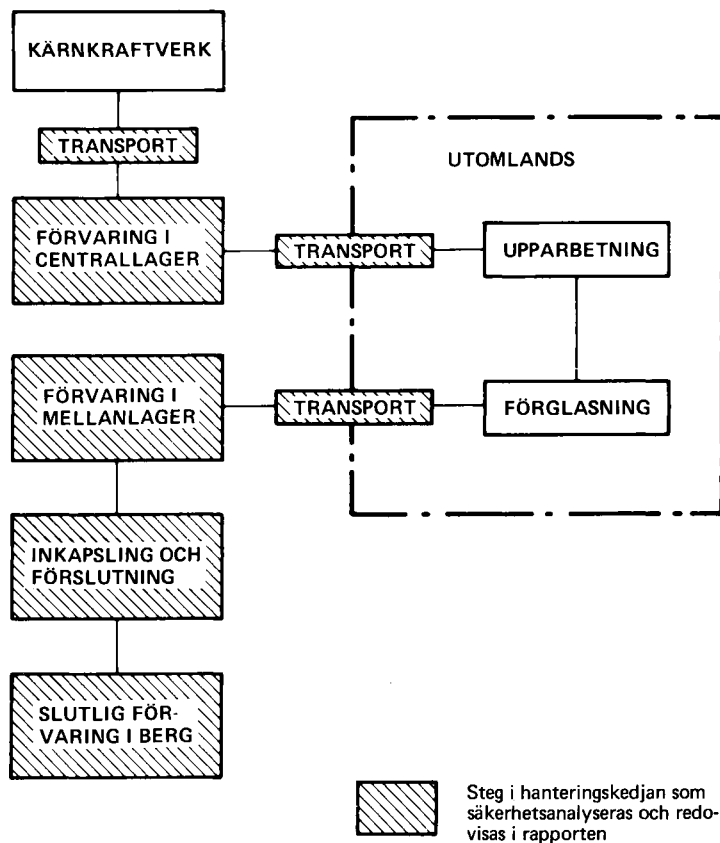 KÄRNKRAFTVERK
TRANSPORT
UTOMLANDS
FÖRVARING I
CENTRALLAGER
TRANSPORT
UPPARBETNING
FÖRVARING I
MELLANLAGER
TRANSPORT
FÖRGLASNING
INKAPSLING OCH
FÖRSLUTNING
SLUTLIG FÖR-
VARING I BERG
Steg i hanteringskedjan som
säkerhetsanalyseras och redo-
visas i rapporten